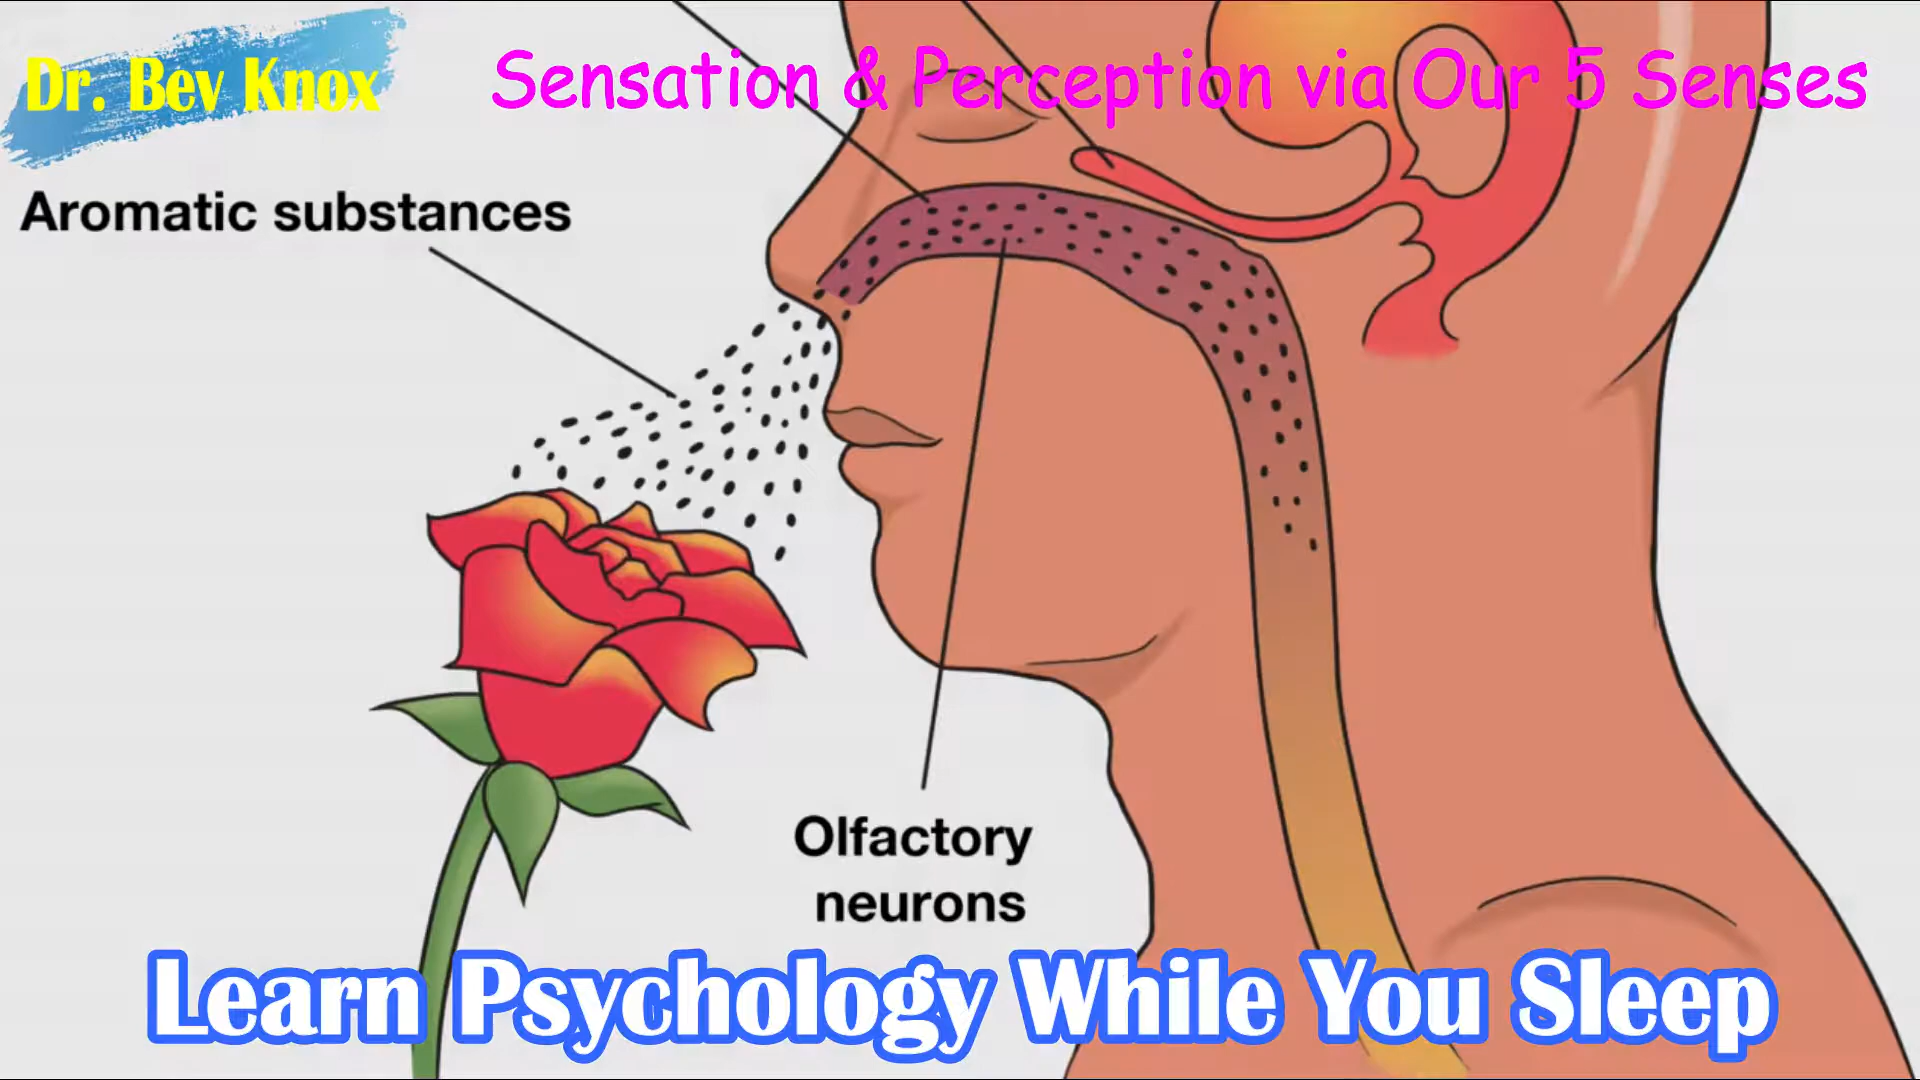 Dr. Bev Knox
Sensation & Perception via Our 5 Senses
Aromatic substances
Olfactory
neurons
Learn Psychology While You Sleep